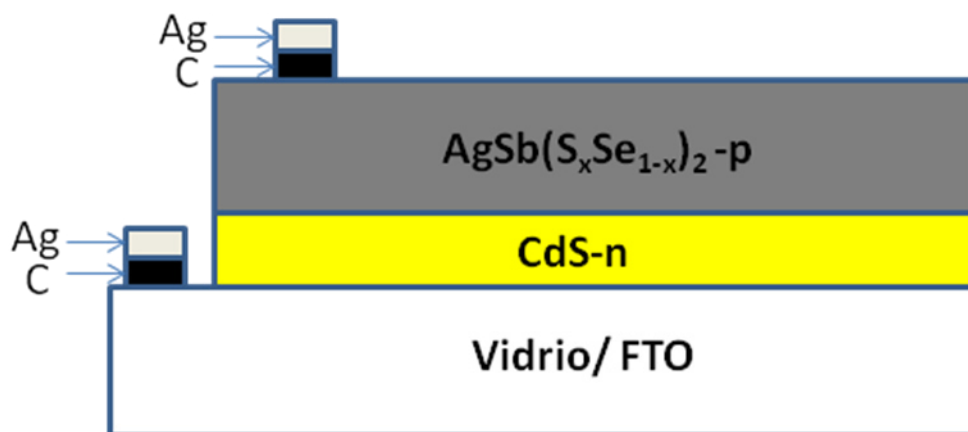 Ag
C
AgSb(SₓSe₁₋ₓ)₂ -p
Ag
C
CdS-n
Vidrio/ FTO